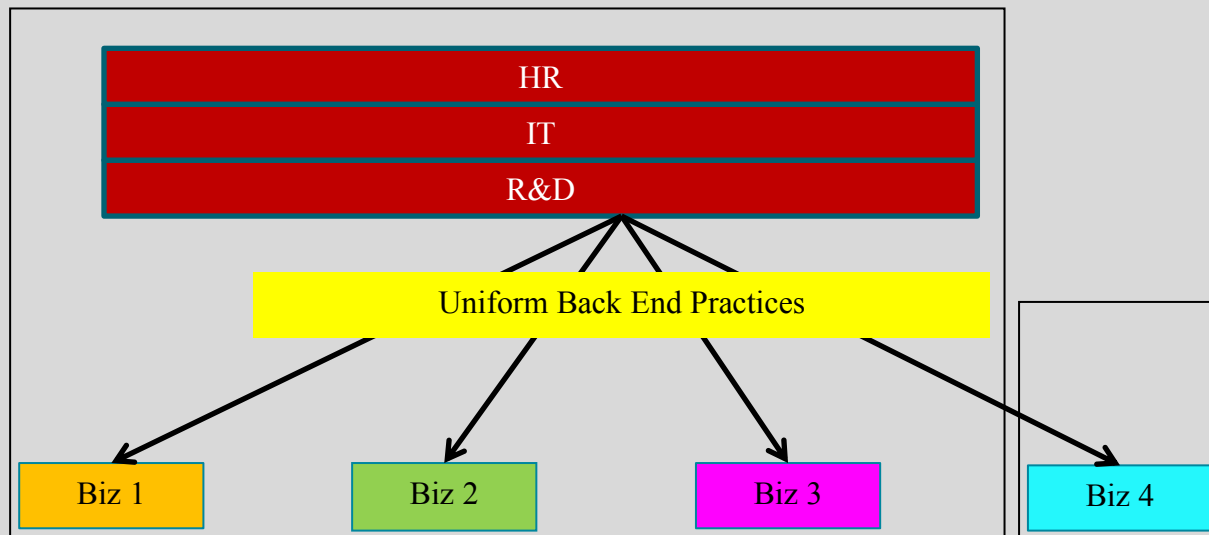 HR
IT
R&D
Uniform Back End Practices
Biz 1
Biz 2
Biz 3
Biz 4